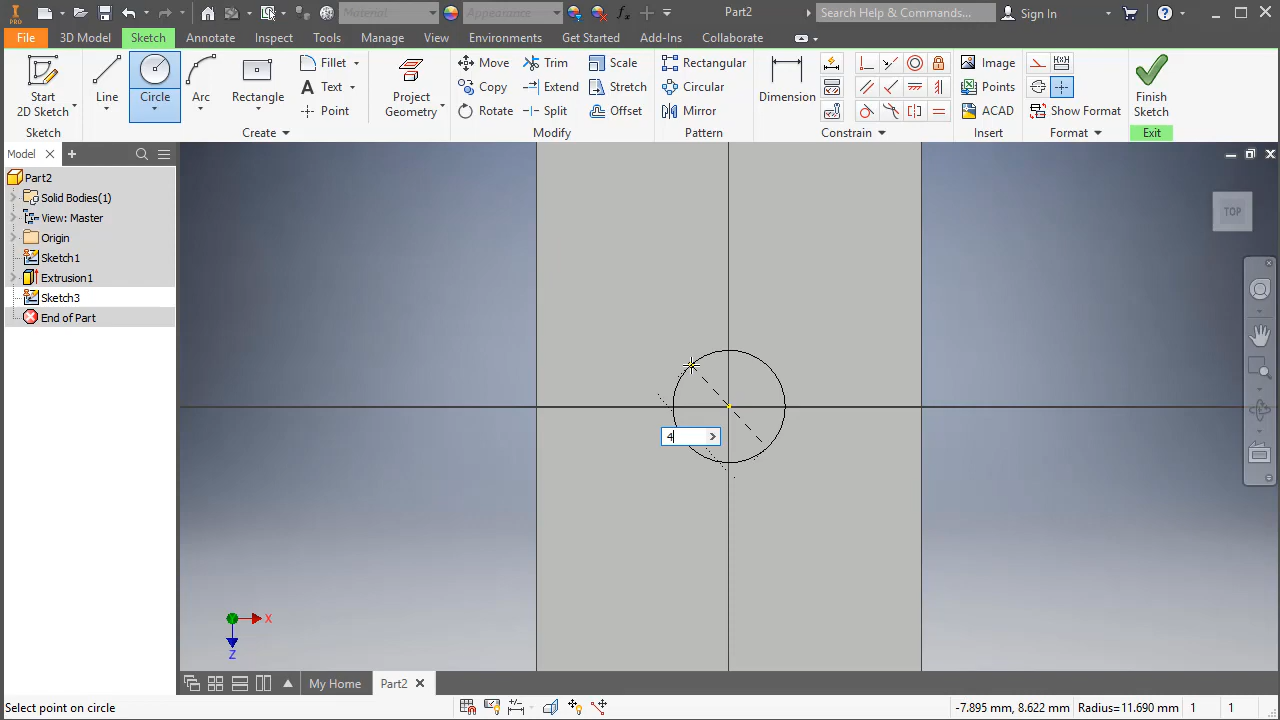 PRO Material Appearance fx Part2 Search Help & Commands... Sign In
File 3D Model Sketch Annotate Inspect Tools Manage View Environments Get Started Add-Ins Collaborate
Start 2D Sketch Line Circle Arc Rectangle Fillet Text Point Project Geometry Move Copy Rotate Trim Extend Split Scale Stretch Offset Rectangular Circular Mirror Dimension Image Points ACAD Show Format Finish Sketch
Sketch Create Modify Pattern Constrain Insert Format Exit
Model
Part2
Solid Bodies(1)
View: Master
Origin
Sketch1
Extrusion1
Sketch3
End of Part
TOP
4
X
Z
My Home Part2
Select point on circle -7.895 mm, 8.622 mm Radius=11.690 mm 1 1